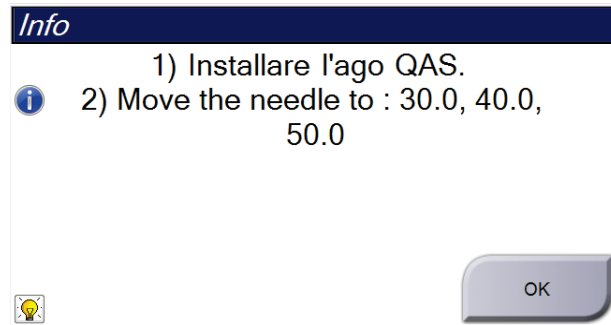 Info
1) Installare l'ago QAS.
2) Move the needle to : 30.0, 40.0,
50.0
OK